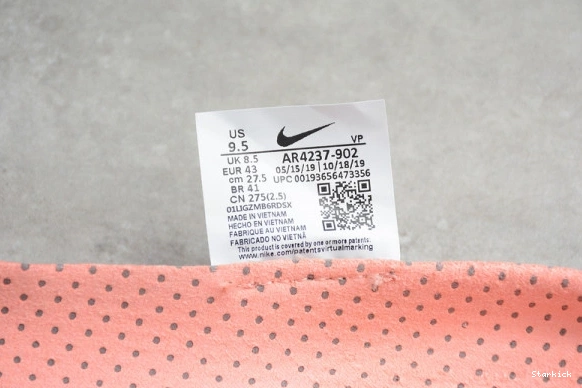 US
9.5
VP
UK 8.5
AR4237-902
EUR 43
05/15/19 | 10/18/19
cm 27.5
UPC 00193656473356
BR 41
CN 275(2.5)
01LIGZMB6RDSX
MADE IN VIETNAM
HECHO EN VIETNAM
FABRIQUE AU VIETNAM
FABRICADO NO VIETNÃ
This product is covered by one or more patents:
www.nike.com/patentsvirtualmarking
Starkick